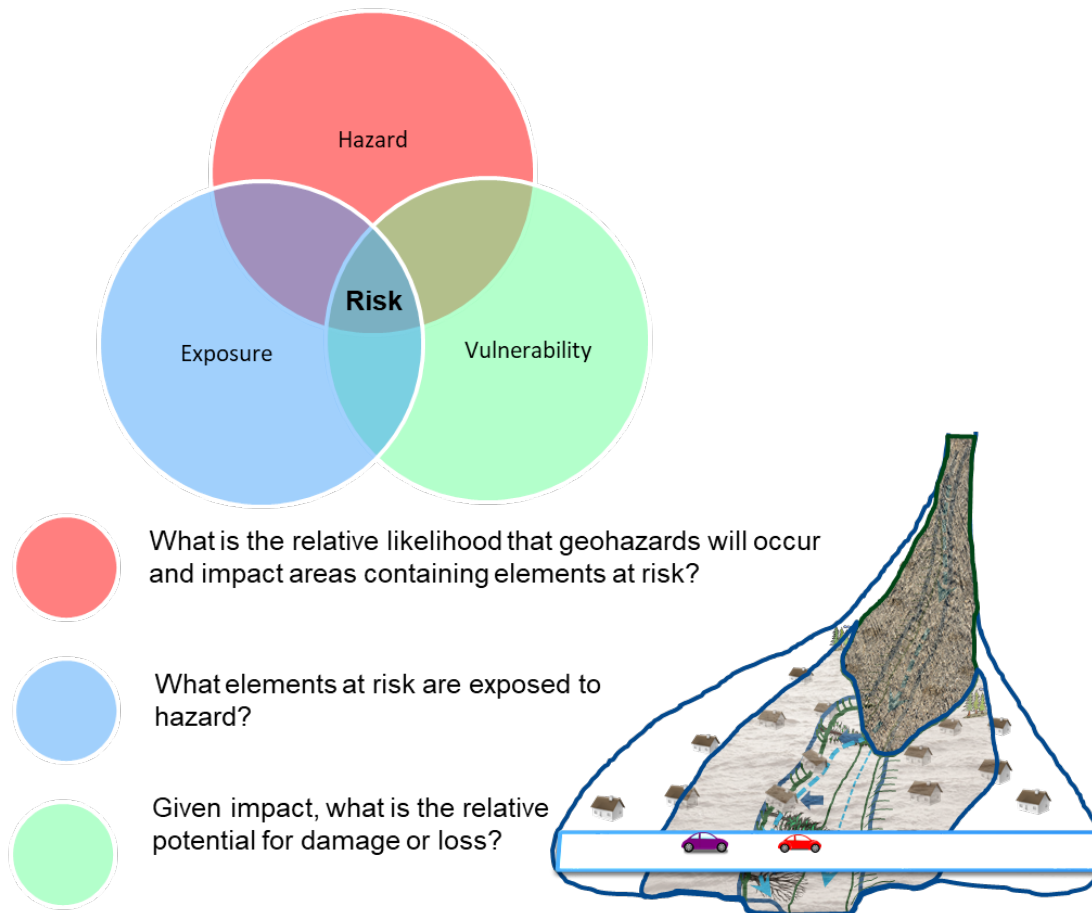 Hazard
Risk
Exposure
Vulnerability
What is the relative likelihood that geohazards will occur
and impact areas containing elements at risk?
What elements at risk are exposed to
hazard?
Given impact, what is the relative
potential for damage or loss?